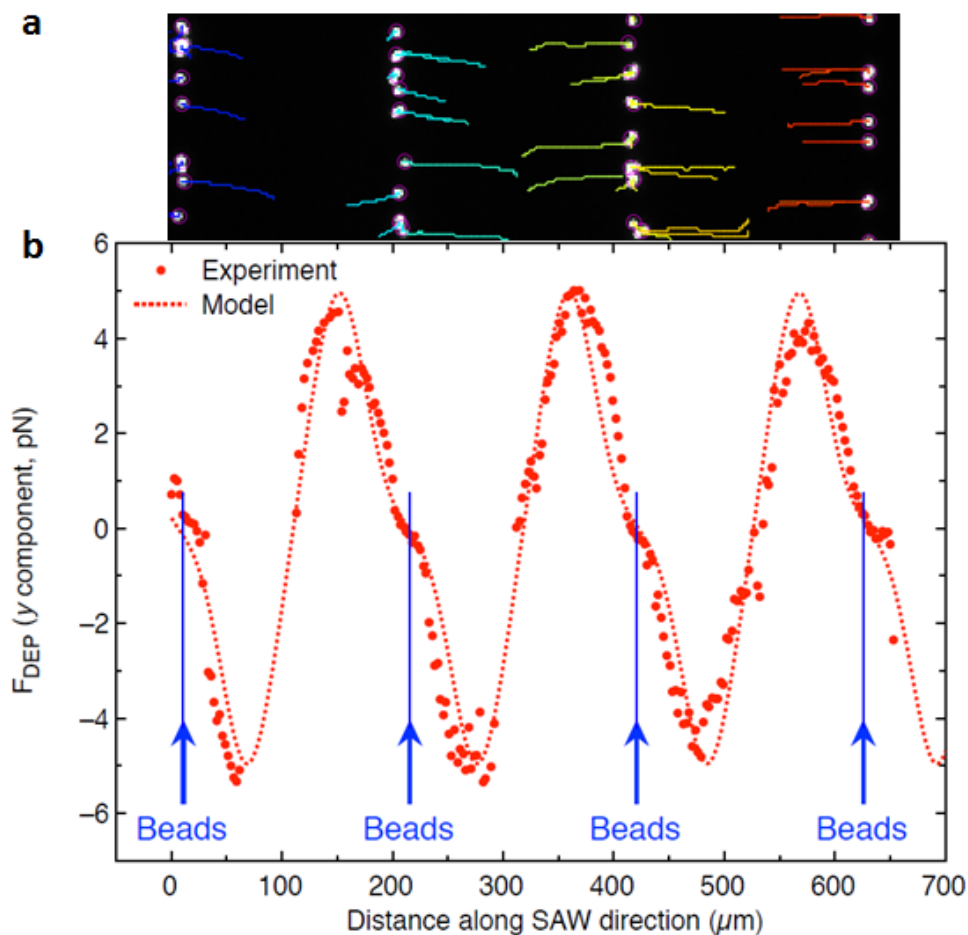 a
b
6
4
2
0
−2
−4
−6
F_DEP (y component, pN)
Experiment
Model
Beads Beads Beads Beads
0 100 200 300 400 500 600 700
Distance along SAW direction (µm)